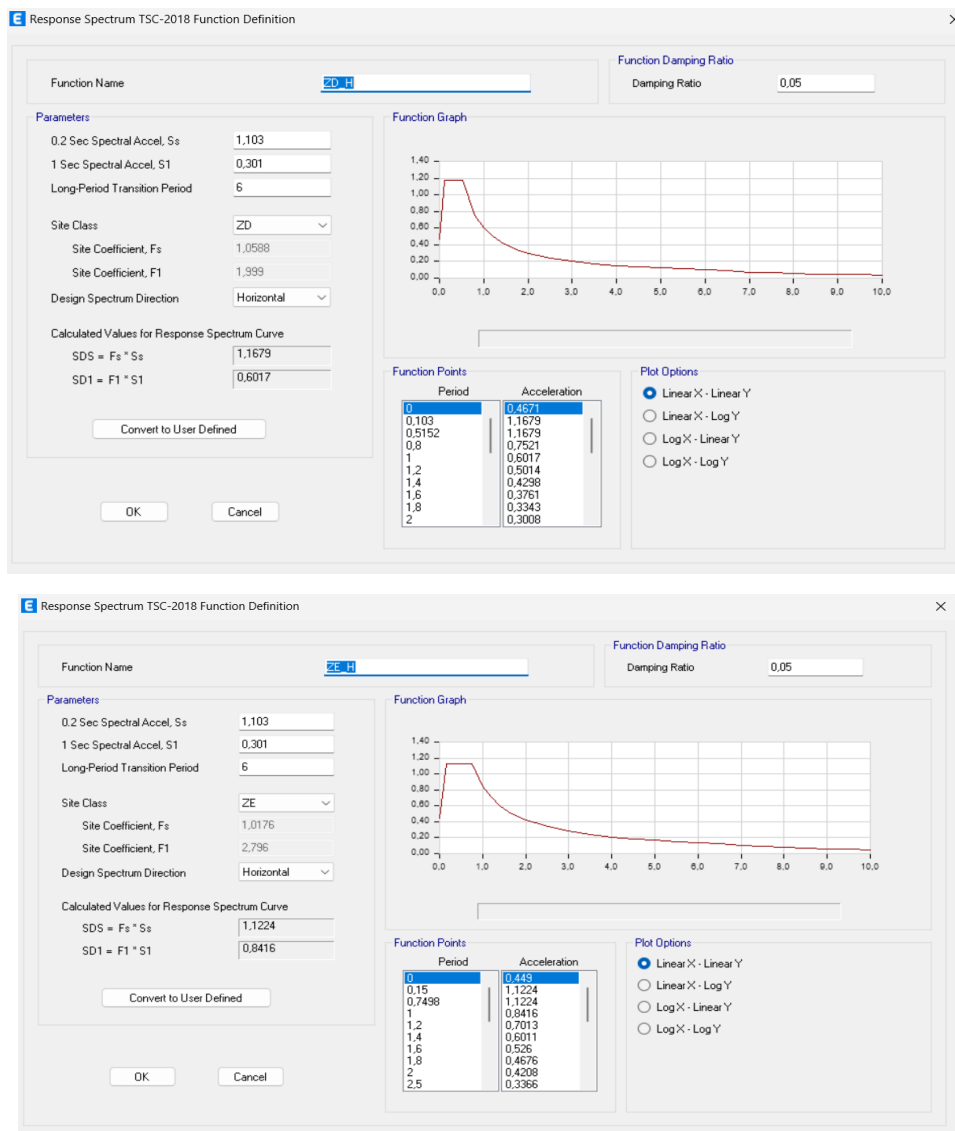 E Response Spectrum TSC-2018 Function Definition ×
Function Name ZD_H
Function Damping Ratio
Damping Ratio 0,05
Parameters
0.2 Sec Spectral Accel, Ss 1,103
1 Sec Spectral Accel, S1 0,301
Long-Period Transition Period 6
Site Class ZD
Site Coefficient, Fs 1,0588
Site Coefficient, F1 1,999
Design Spectrum Direction Horizontal
Calculated Values for Response Spectrum Curve
SDS = Fs * Ss 1,1679
SD1 = F1 * S1 0,6017
Convert to User Defined
OK Cancel
Function Graph
1,40
1,20
1,00
0,80
0,60
0,40
0,20
0,00
0,0 1,0 2,0 3,0 4,0 5,0 6,0 7,0 8,0 9,0 10,0
Function Points
Period Acceleration
0 0,4671
0,103 1,1679
0,5152 1,1679
0,8 0,7521
1 0,6017
1,2 0,5014
1,4 0,4298
1,6 0,3761
1,8 0,3343
2 0,3008
Plot Options
Linear X - Linear Y
Linear X - Log Y
Log X - Linear Y
Log X - Log Y
E Response Spectrum TSC-2018 Function Definition ×
Function Name ZE_H
Function Damping Ratio
Damping Ratio 0,05
Parameters
0.2 Sec Spectral Accel, Ss 1,103
1 Sec Spectral Accel, S1 0,301
Long-Period Transition Period 6
Site Class ZE
Site Coefficient, Fs 1,0176
Site Coefficient, F1 2,796
Design Spectrum Direction Horizontal
Calculated Values for Response Spectrum Curve
SDS = Fs * Ss 1,1224
SD1 = F1 * S1 0,8416
Convert to User Defined
OK Cancel
Function Graph
1,40
1,20
1,00
0,80
0,60
0,40
0,20
0,00
0,0 1,0 2,0 3,0 4,0 5,0 6,0 7,0 8,0 9,0 10,0
Function Points
Period Acceleration
0 0,449
0,15 1,1224
0,7498 1,1224
1 0,8416
1,2 0,7013
1,4 0,6011
1,6 0,526
1,8 0,4676
2 0,4208
2,5 0,3366
Plot Options
Linear X - Linear Y
Linear X - Log Y
Log X - Linear Y
Log X - Log Y